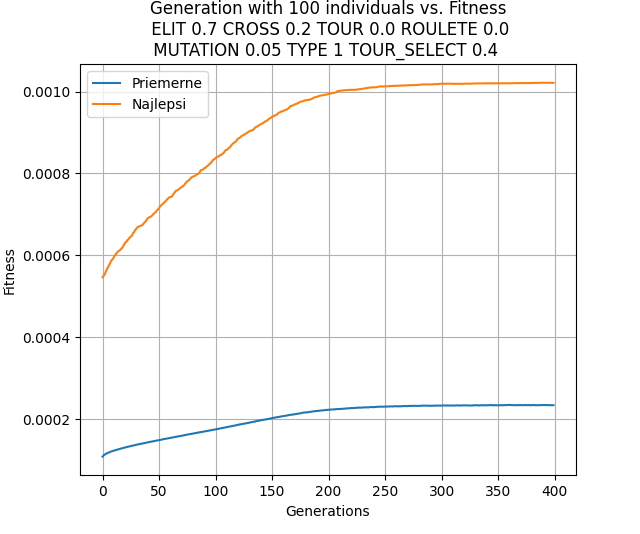 Generation with 100 individuals vs. Fitness
ELIT 0.7 CROSS 0.2 TOUR 0.0 ROULETE 0.0
MUTATION 0.05 TYPE 1 TOUR_SELECT 0.4
Priemerne
Najlepsi
0.0010
0.0008
0.0006
0.0004
0.0002
Fitness
0 50 100 150 200 250 300 350 400
Generations